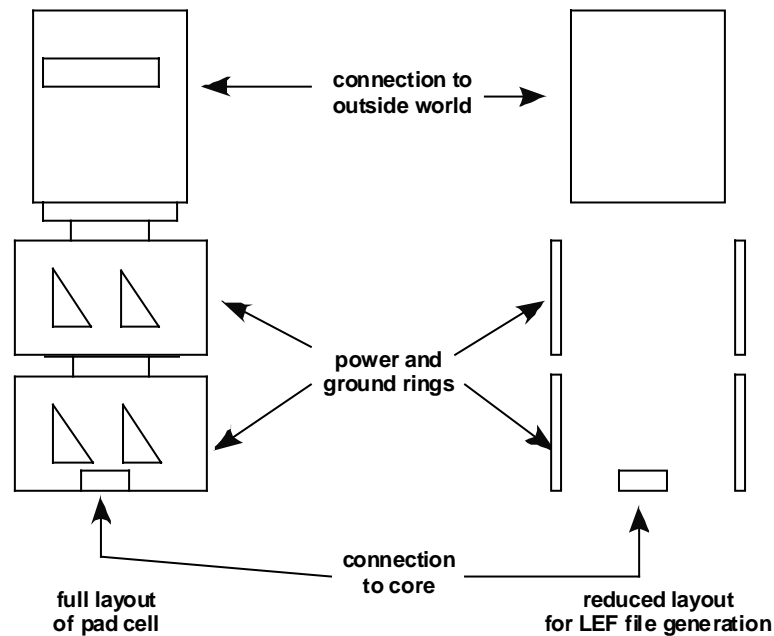 connection to
outside world
power and
ground rings
connection
to core
full layout
of pad cell
reduced layout
for LEF file generation